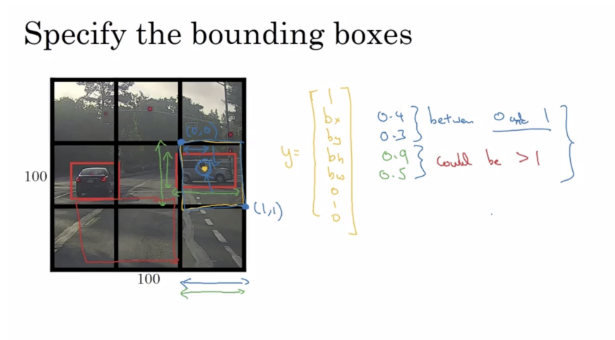 Specify the bounding boxes
(0,0)
100
(1,1)
100
y=
1
bx
by
bh
bw
0
1
0
0.4
0.3
between 0 and 1
0.9
0.5
could be >1